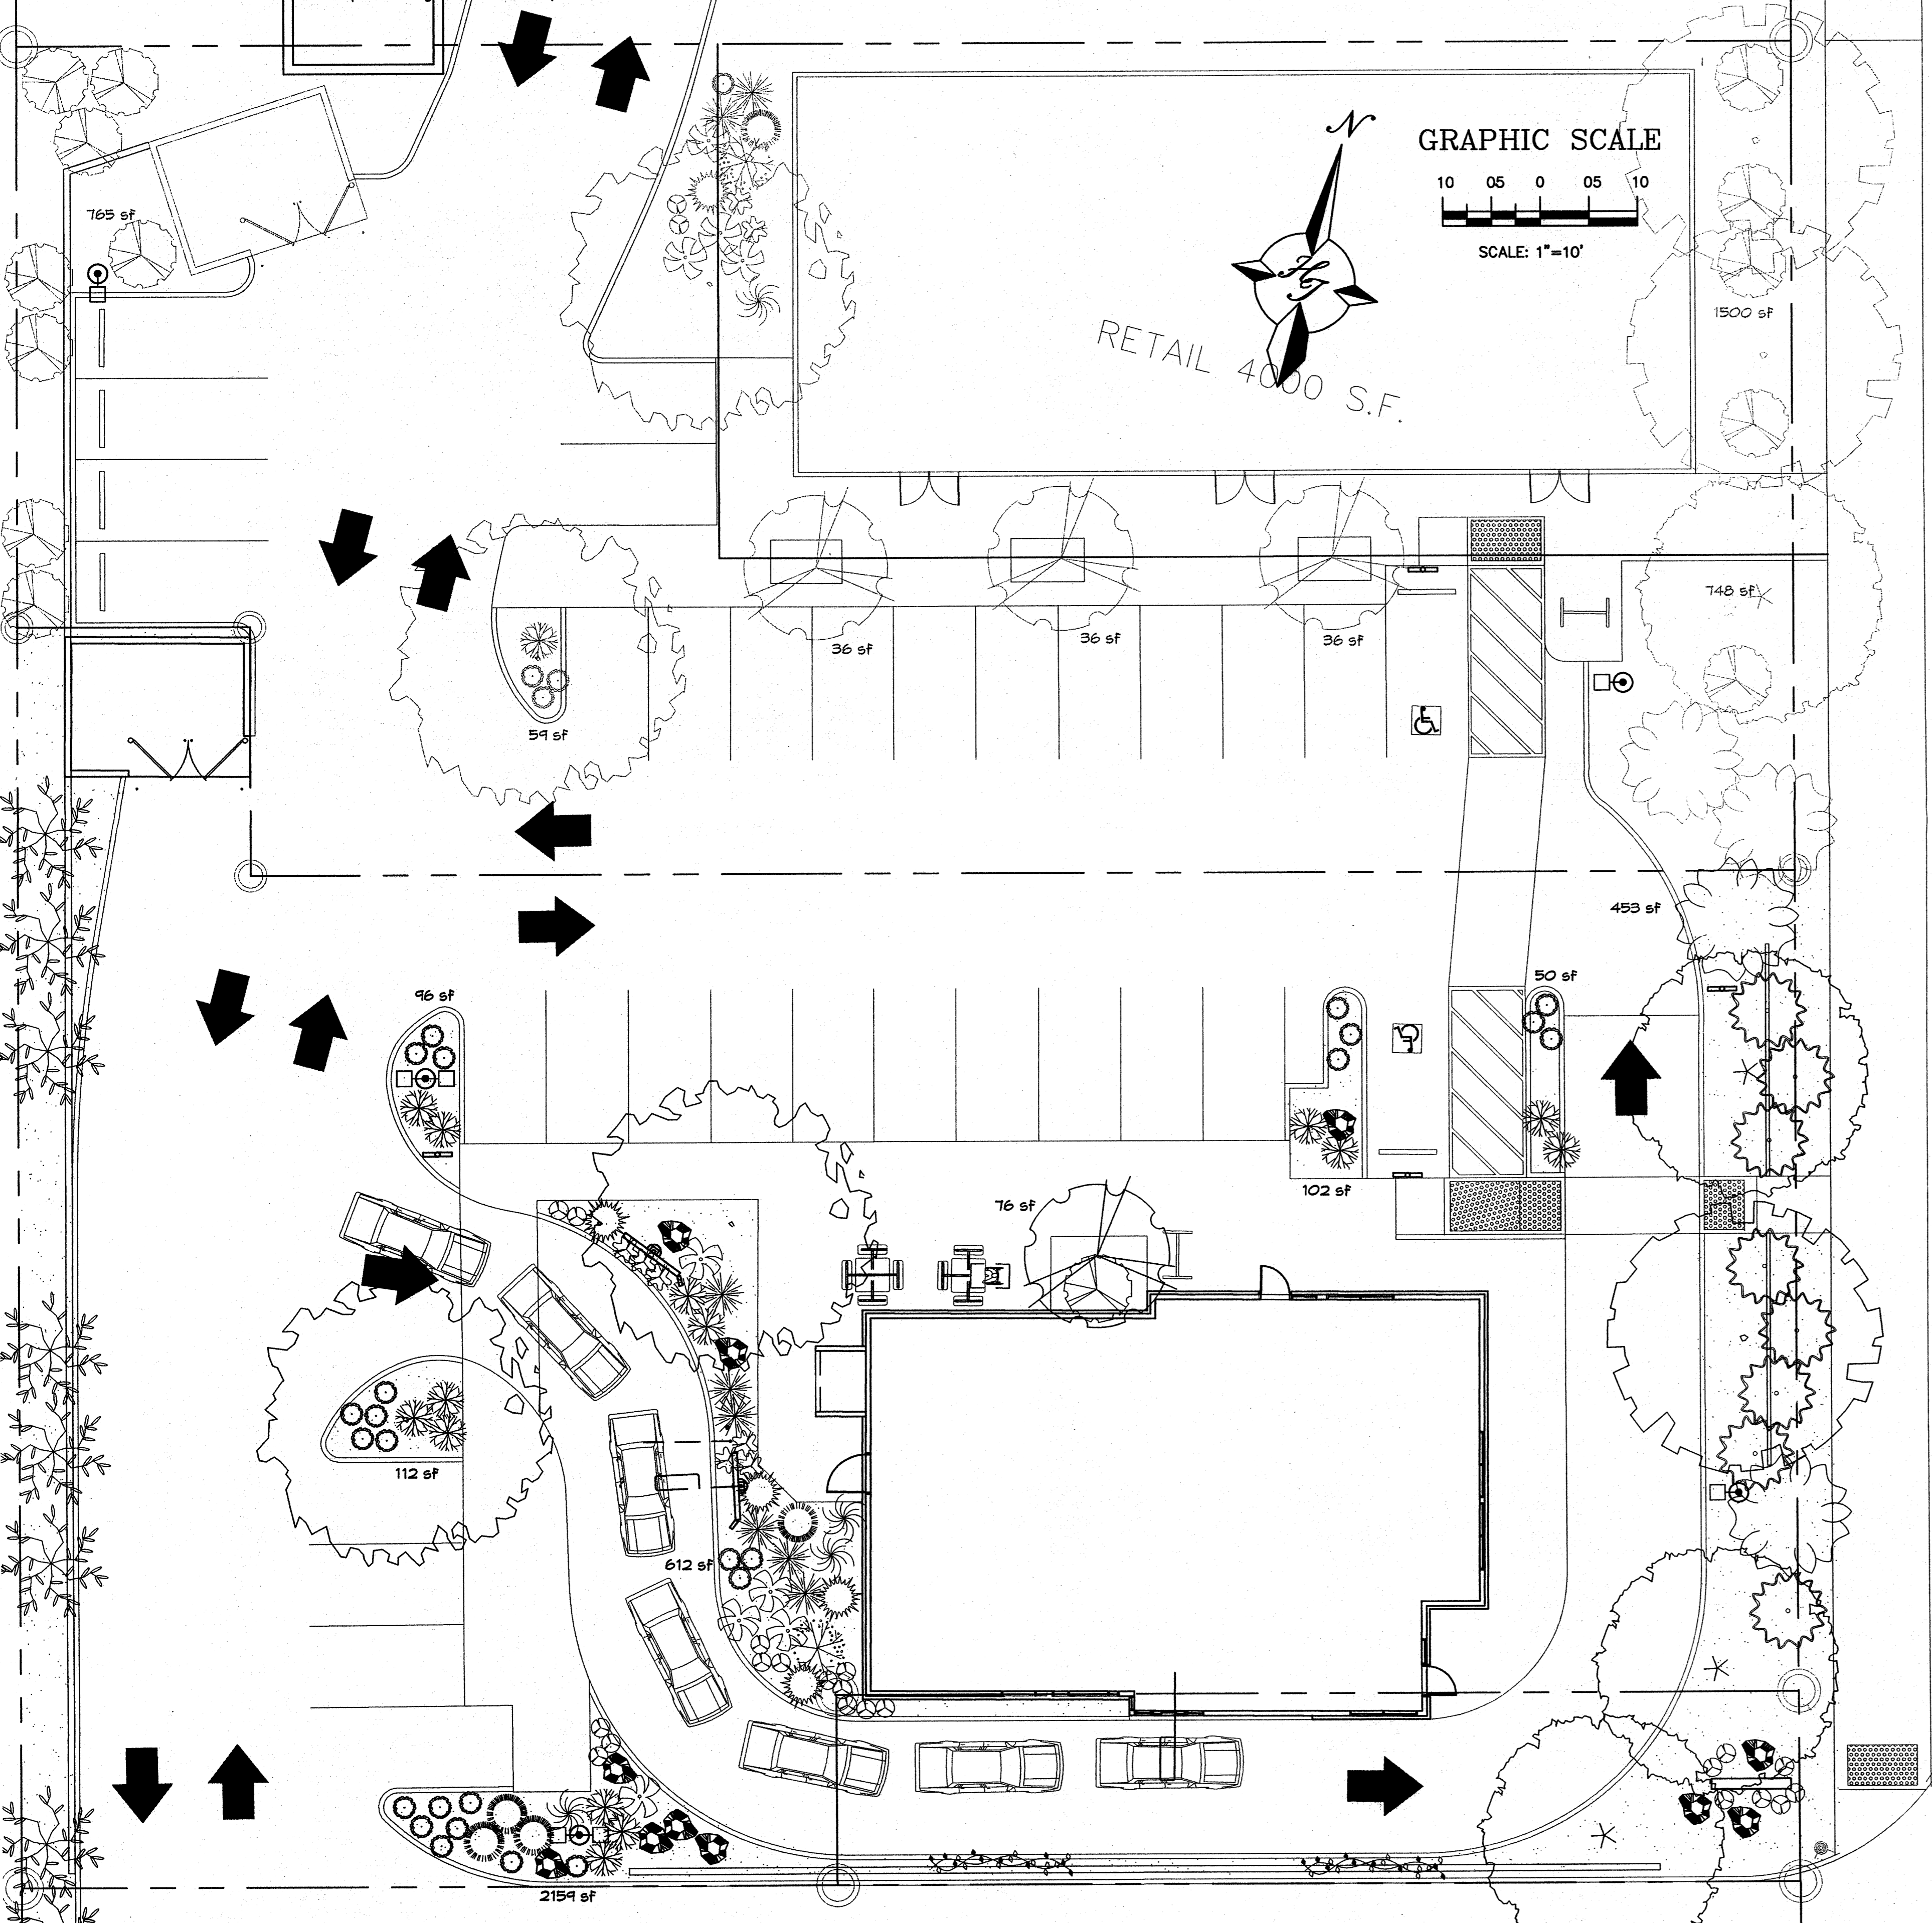 N
GRAPHIC SCALE
10 05 0 05 10
SCALE: 1"=10'
765 sf
HJ
1500 sf
RETAIL 4000 S.F.
748 sf
36 sf
36 sf
36 sf
59 sf
453 sf
50 sf
96 sf
102 sf
76 sf
112 sf
612 sf
2159 sf